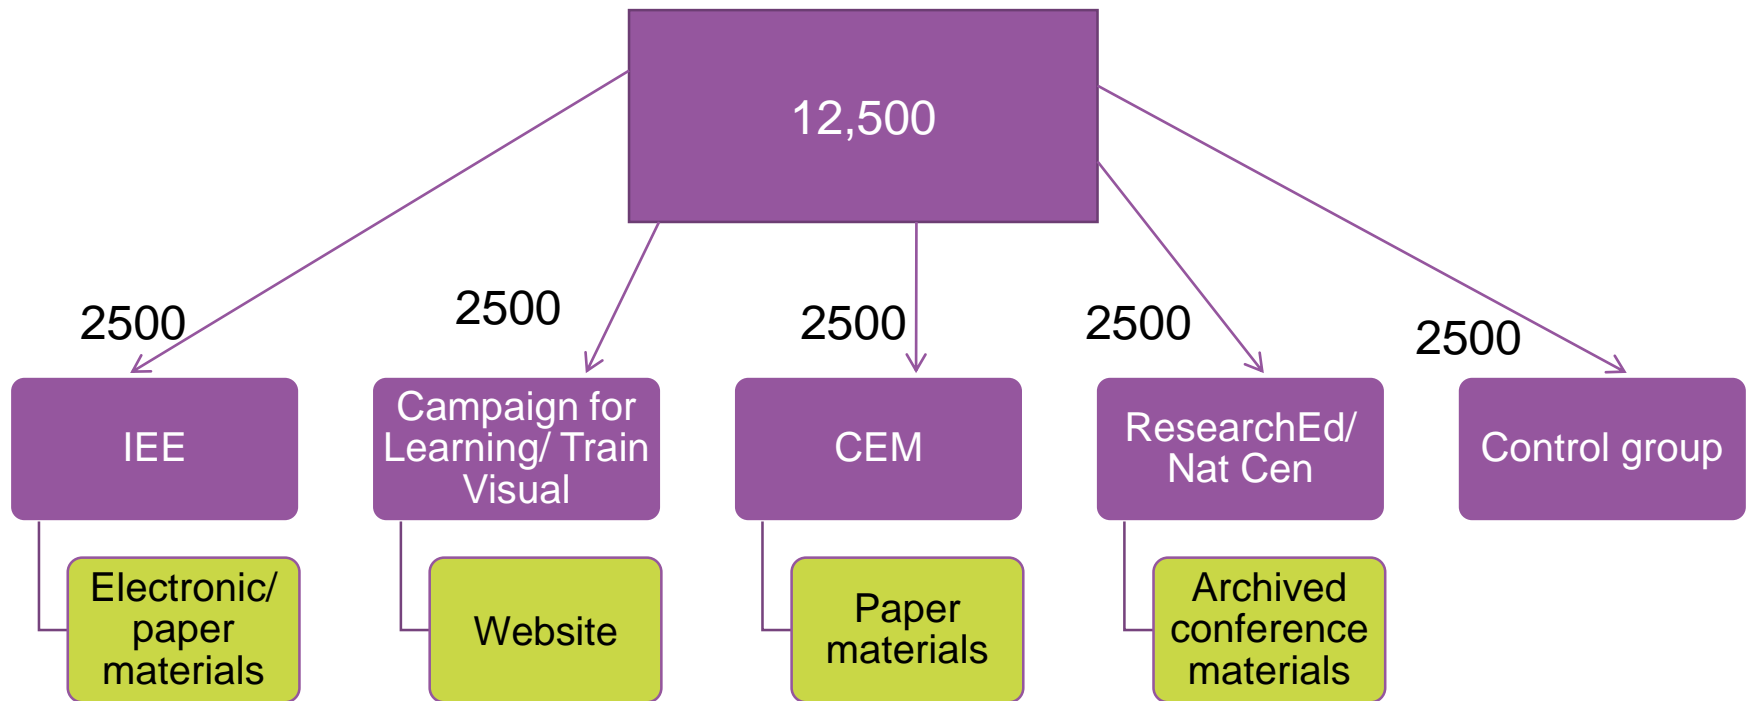 12,500
2500
2500
2500
2500
2500
IEE
Campaign for
Learning/ Train
Visual
CEM
ResearchEd/
Nat Cen
Control group
Electronic/
paper
materials
Website
Paper
materials
Archived
conference
materials